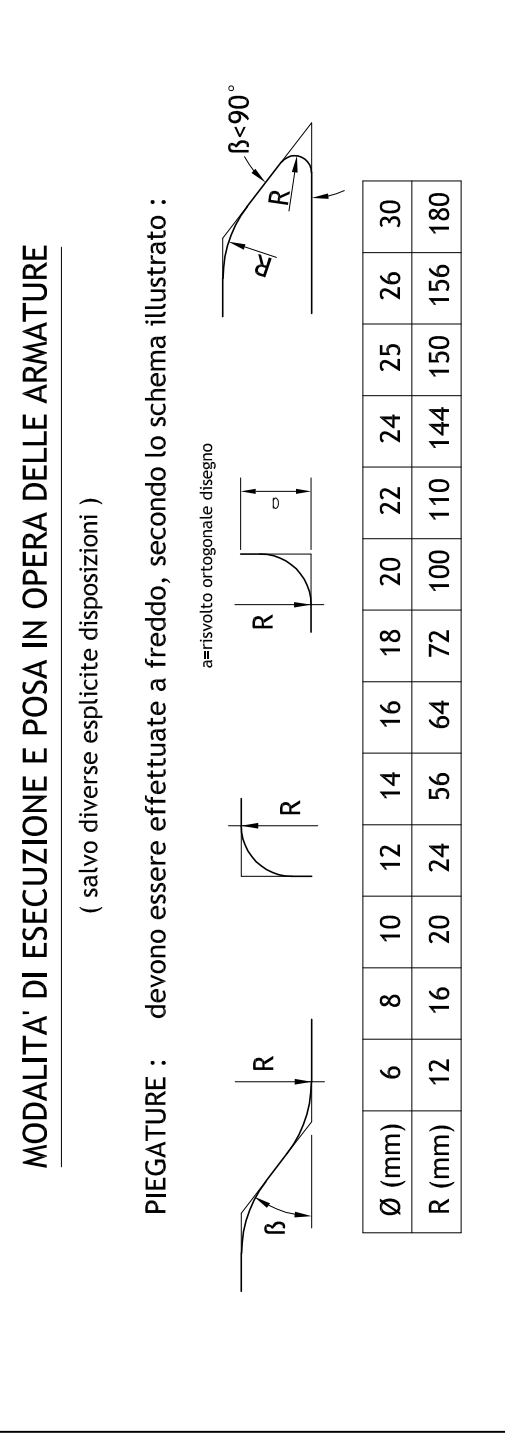 MODALITA' DI ESECUZIONE E POSA IN OPERA DELLE ARMATURE
( salvo diverse esplicite disposizioni )
PIEGATURE : devono essere effettuate a freddo, secondo lo schema illustrato :
a=risvolto ortogonale disegno
ß R R R a R R ß<90°
Ø (mm) 6 8 10 12 14 16 18 20 22 24 25 26 30
R (mm) 12 16 20 24 56 64 72 100 110 144 150 156 180